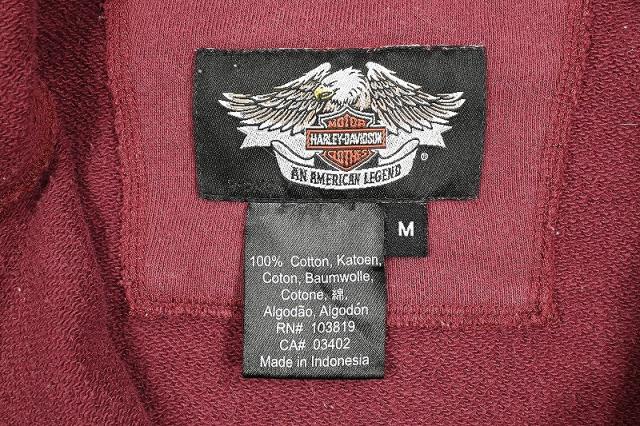 MOTOR
HARLEY-DAVIDSON
CLOTHES
®
AN AMERICAN LEGEND
M
100% Cotton, Katoen,
Coton, Baumwolle,
Cotone, 綿,
Algodão, Algodón
RN# 103819
CA# 03402
Made in Indonesia